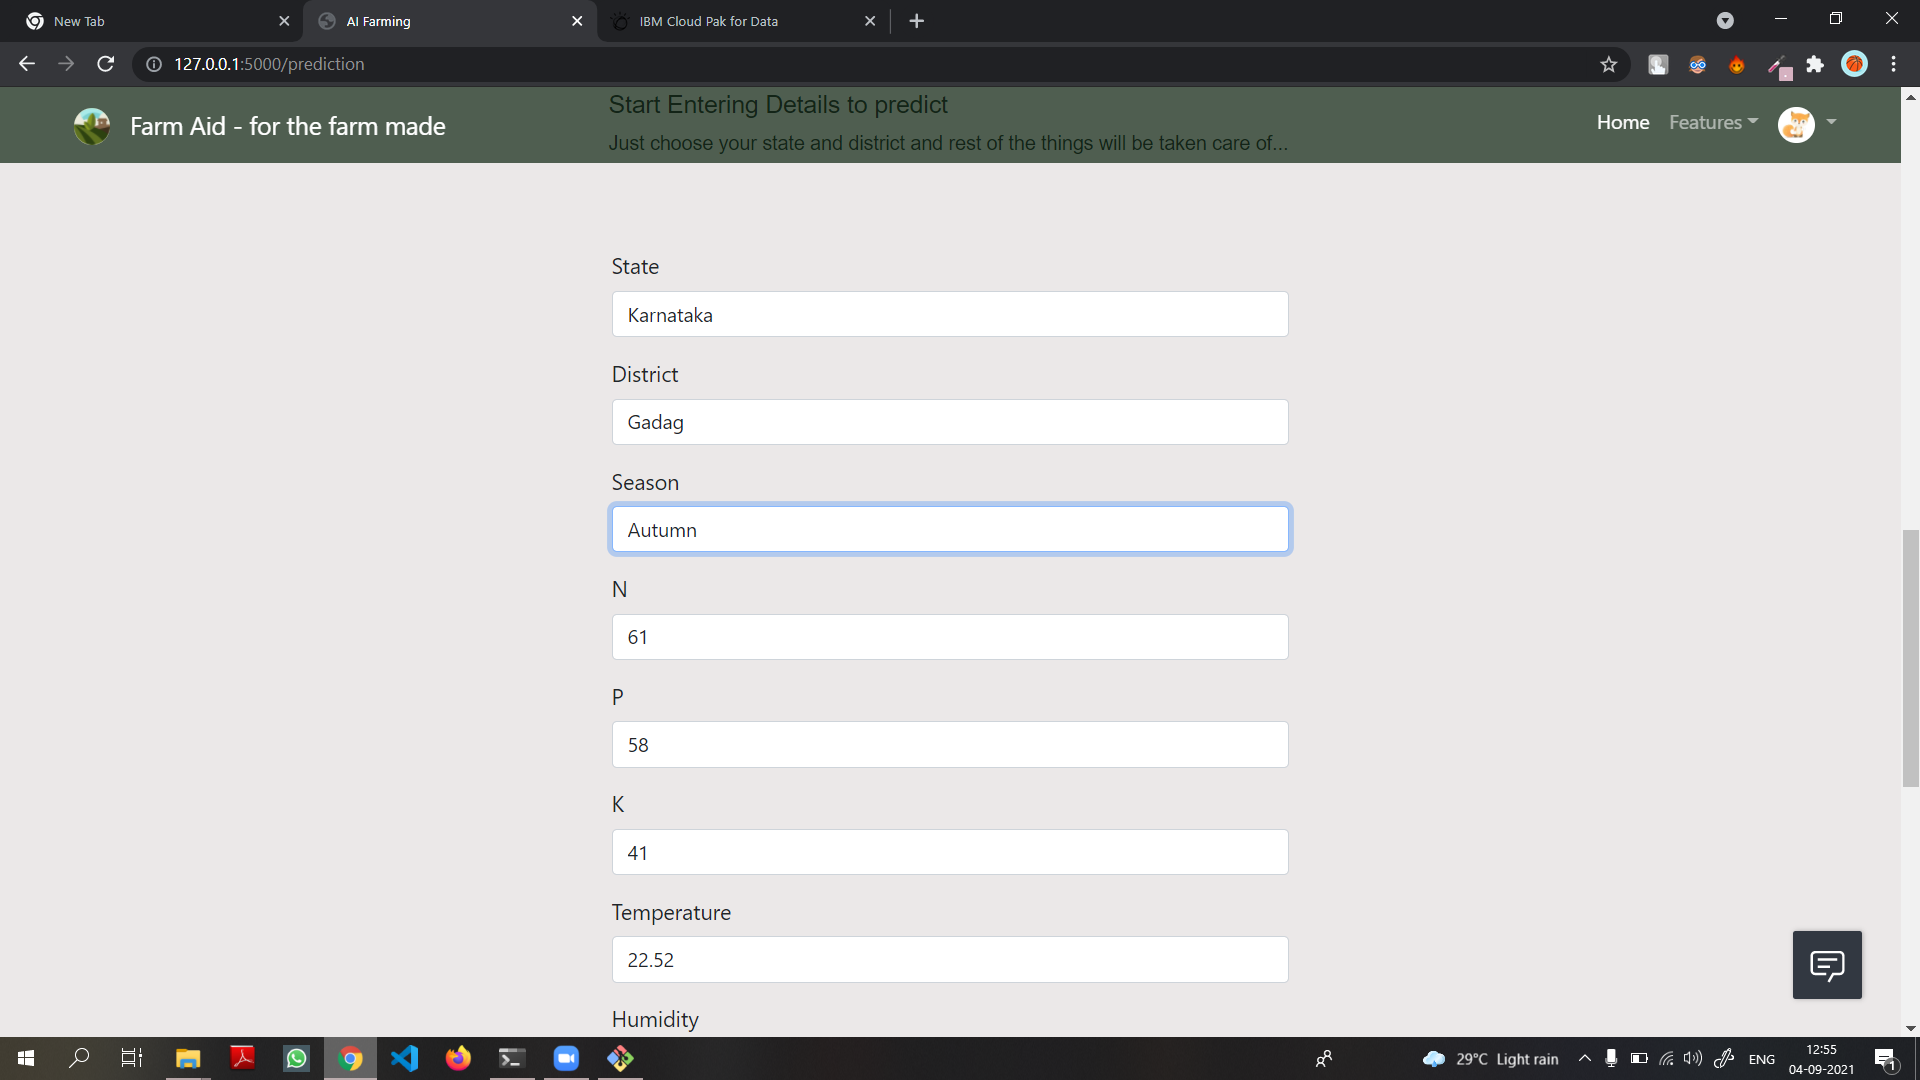 New Tab
AI Farming
IBM Cloud Pak for Data
127.0.0.1:5000/prediction
Farm Aid - for the farm made
Start Entering Details to predict
Just choose your state and district and rest of the things will be taken care of...
Home
Features
State
Karnataka
District
Gadag
Season
Autumn
N
61
P
58
K
41
Temperature
22.52
Humidity
29°C Light rain
ENG
12:55
04-09-2021
1